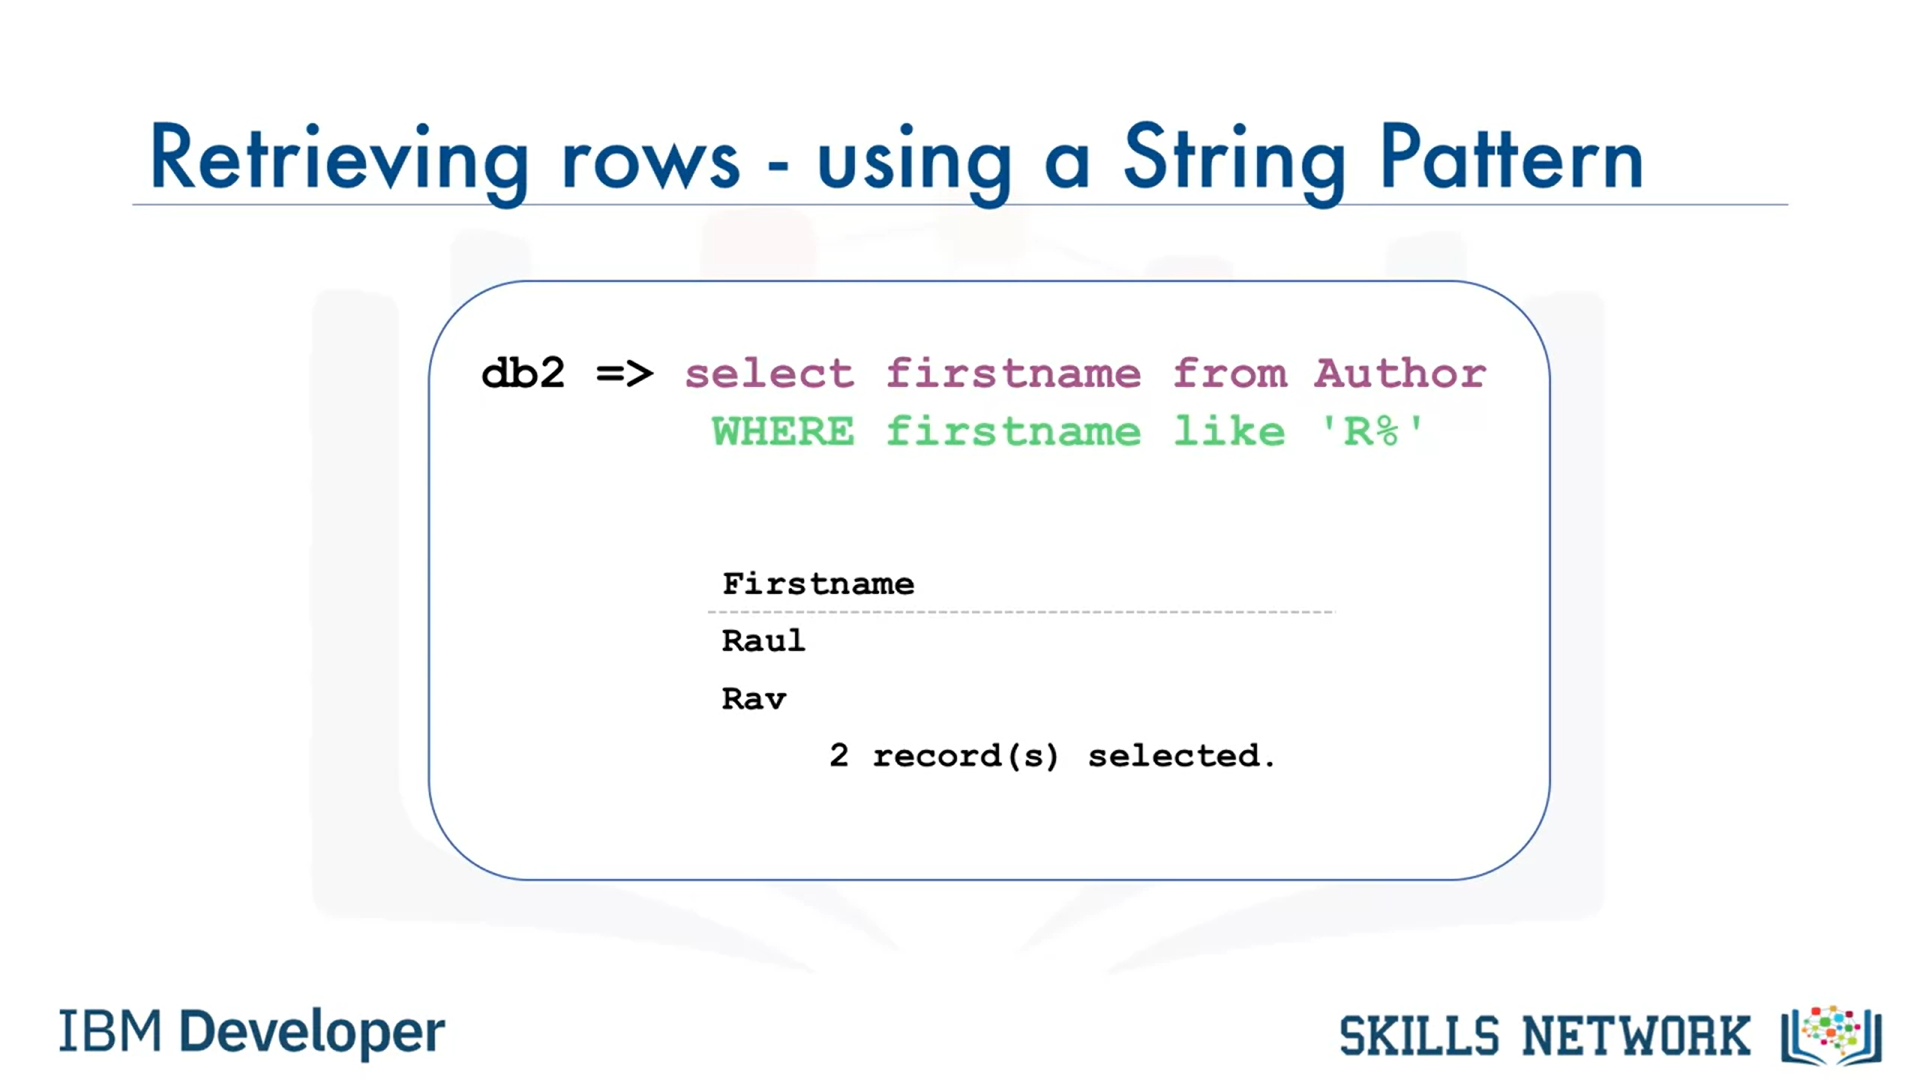 Retrieving rows - using a String Pattern
db2 => select firstname from Author
WHERE firstname like 'R%'
Firstname
Raul
Rav
2 record(s) selected.
IBM Developer
SKILLS NETWORK